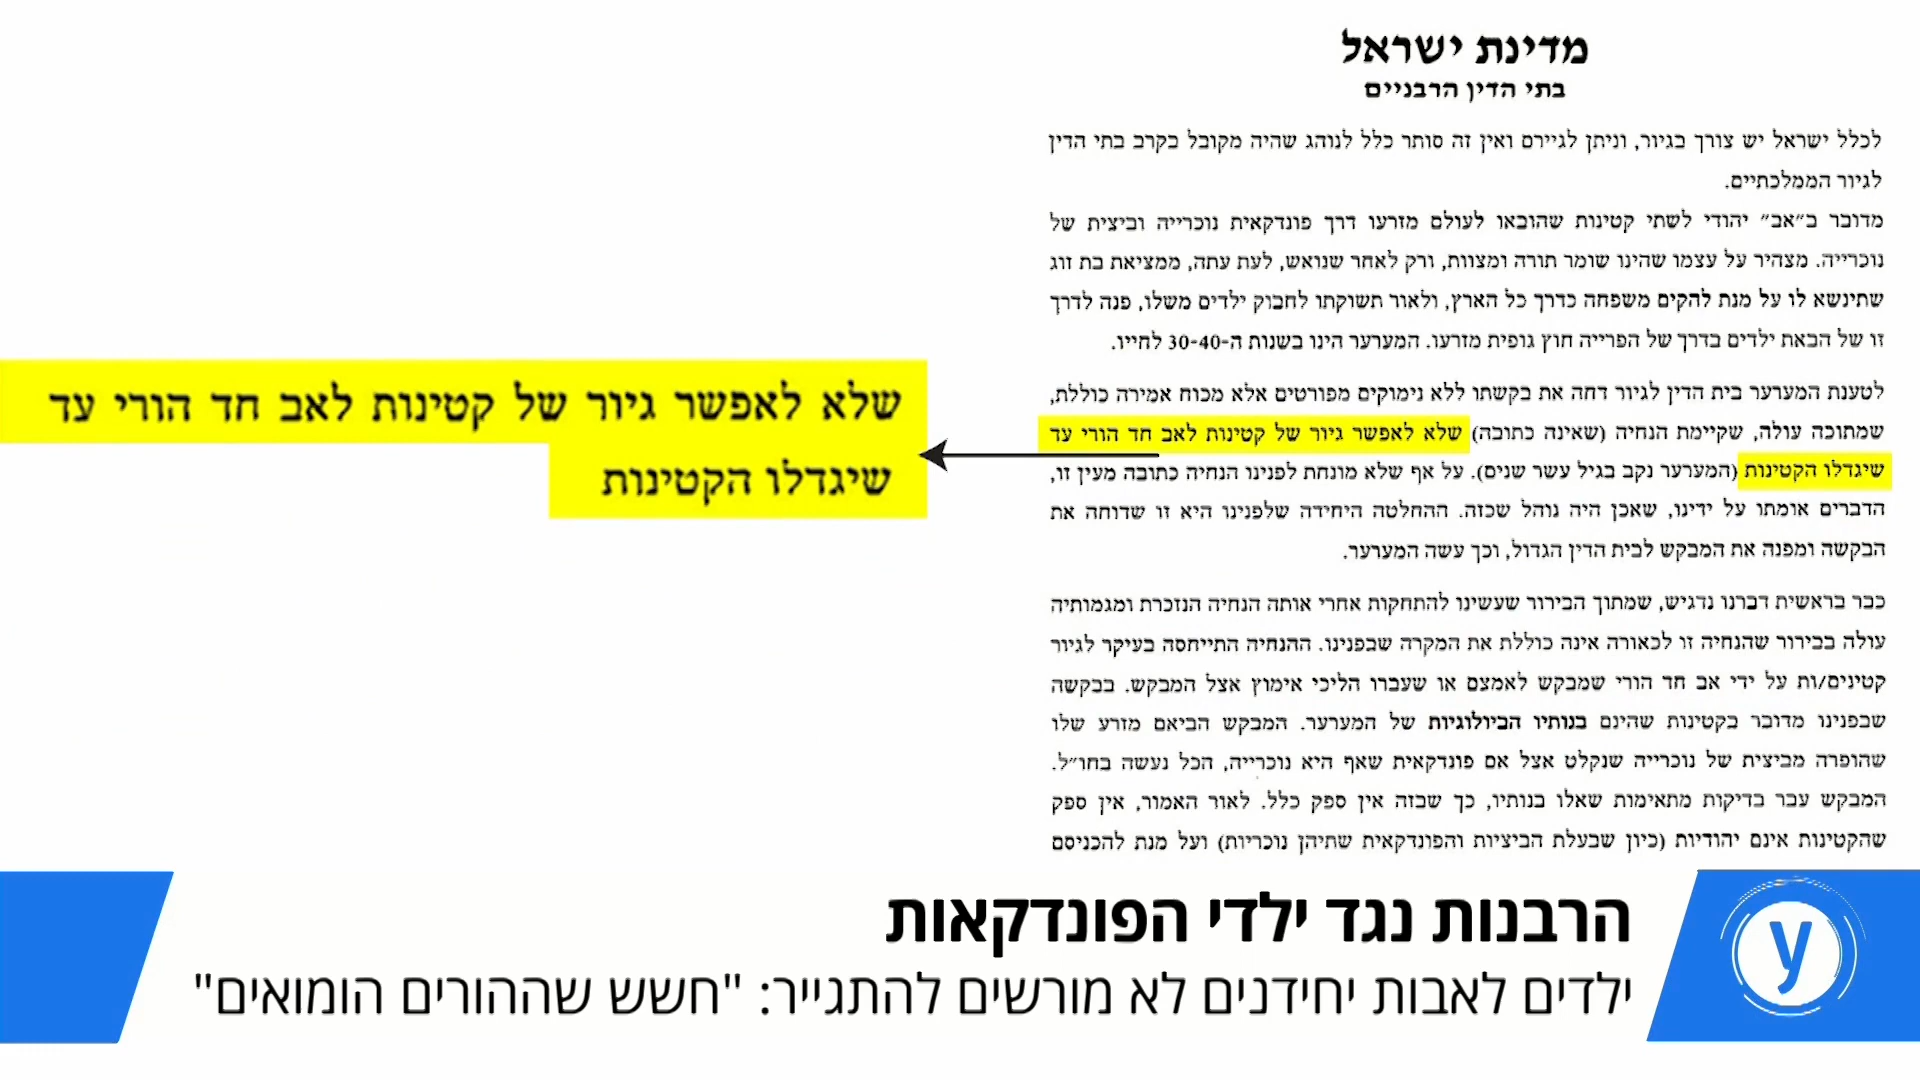 מדינת ישראל
בתי הדין הרבניים
לכלל ישראל יש צורך בגיור, וניתן לגיירם ואין זה סותר כלל לנוהג שהיה מקובל בקרב בתי הדין
לגיור הממלכתיים.
מדובר ב״אב״ יהודי לשתי קטינות שהובאו לעולם מזרעו דרך פונדקאית נוכרייה וביצית של
נוכרייה. מצהיר על עצמו שהינו שומר תורה ומצוות, ורק לאחר שנואש, לעת עתה, ממציאת בת זוג
שתינשא לו על מנת להקים משפחה כדרך כל הארץ, ולאור תשוקתו לחבוק ילדים משלו, פנה לדרך
זו של הבאת ילדים בדרך של הפרייה חוץ גופית מזרעו. המערער הינו בשנות ה-30-40 לחייו.
לטענת המערער בית הדין לגיור דחה את בקשתו ללא נימוקים מפורטים אלא מכוח אמירה כוללת,
שמתוכה עולה, שקיימת הנחיה (שאינה כתובה) שלא לאפשר גיור של קטינות לאב חד הורי עד
שיגדלו הקטינות (המערער נקב בגיל עשר שנים). על אף שלא מונחת לפנינו הנחיה כתובה מעין זו,
הדברים אומתו על ידינו, שאכן היה נוהל שכזה. ההחלטה היחידה שלפנינו היא זו שדוחה את
הבקשה ומפנה את המבקש לבית הדין הגדול, וכך עשה המערער.
כבר בראשית דברנו נדגיש, שמתוך הבירור שעשינו להתחקות אחרי אותה הנחיה הנזכרת ומגמותיה
עולה בבירור שהנחיה זו לכאורה אינה כוללת את המקרה שבפנינו. ההנחיה התייחסה בעיקר לגיור
קטינים/ות על ידי אב חד הורי שמבקש לאמצם או שעברו הליכי אימוץ אצל המבקש. בבקשה
שבפנינו מדובר בקטינות שהינם בנותיו הביולוגיות של המערער. המבקש הביאם מזרע שלו
שהופרה מביצית של נוכרייה שנקלט אצל אם פונדקאית שאף היא נוכרייה, הכל נעשה בחו״ל.
המבקש עבר בדיקות מתאימות שאלו בנותיו, כך שבזה אין ספק כלל. לאור האמור, אין ספק
שהקטינות אינם יהודיות (כיון שבעלת הביציות והפונדקאית שתיהן נוכריות) ועל מנת להכניסם
שלא לאפשר גיור של קטינות לאב חד הורי עד
שיגדלו הקטינות
הרבנות נגד ילדי הפונדקאות
ילדים לאבות יחידנים לא מורשים להתגייר: "חשש שההורים הומואים"
y